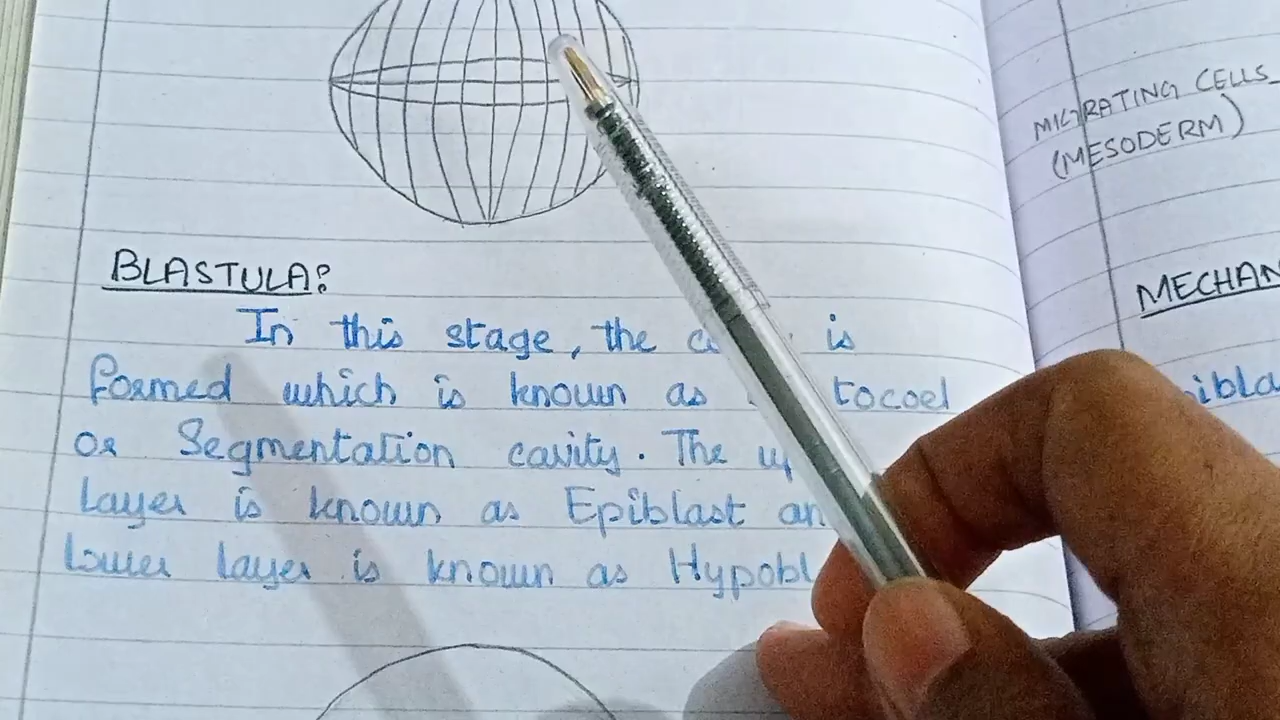 BLASTULA:
In this stage, the is
formed which is known as tocoel
or Segmentation cavity. The
Layer is known as Epiblast an
Lower Layer is known as Hypobl
MIGRATING CELLS
(MESODERM)
MECHAN
ibla